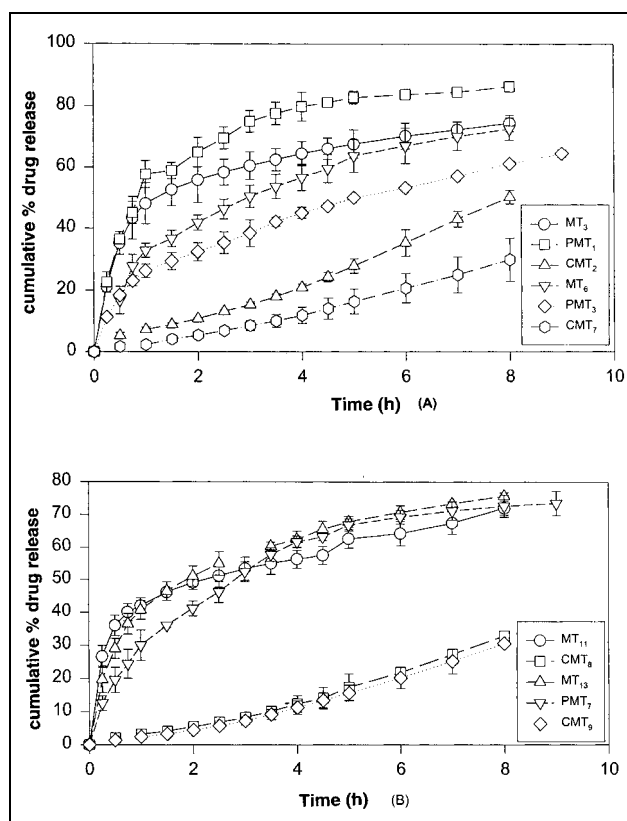 100
80
60
40
20
0
cumulative % drug release
MT3
PMT1
CMT2
MT6
PMT3
CMT7
0 2 4 6 8 10
Time (h) (A)
80
70
60
50
40
30
20
10
0
cumulative % drug release
MT11
CMT8
MT13
PMT7
CMT9
0 2 4 6 8 10
Time (h) (B)